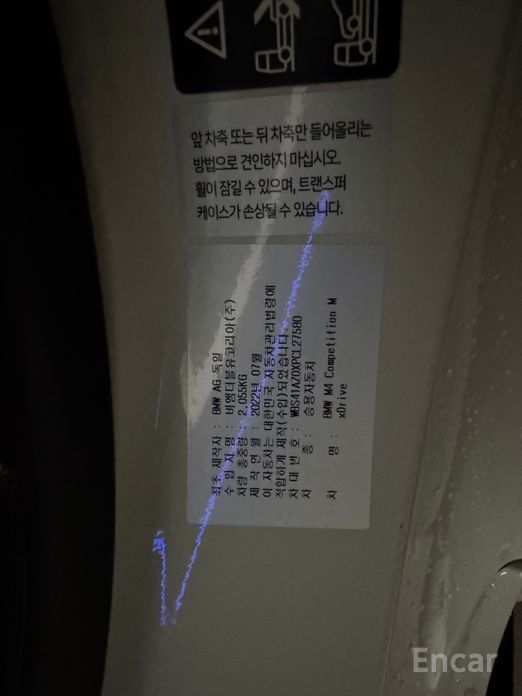 앞 차축 또는 뒤 차축만 들어올리는
방법으로 견인하지 마십시오.
휠이 잠길 수 있으며, 트랜스퍼
케이스가 손상될 수 있습니다.
최초 제작자 : BMW AG 독일
수 입 자 명 : 비엠더블유코리아(주)
차량 총중량 : 2,055KG
제 작 연 월 : 2022년 07월
이 자동차는 대한민국 자동차관리법령에
적합하게 제작(수입)되었습니다.
차 대 번 호 : WBS41AZ0XPCL27580
차 종 : 승용자동차
차 명 : BMW M4 Competition M
xDrive
Encar